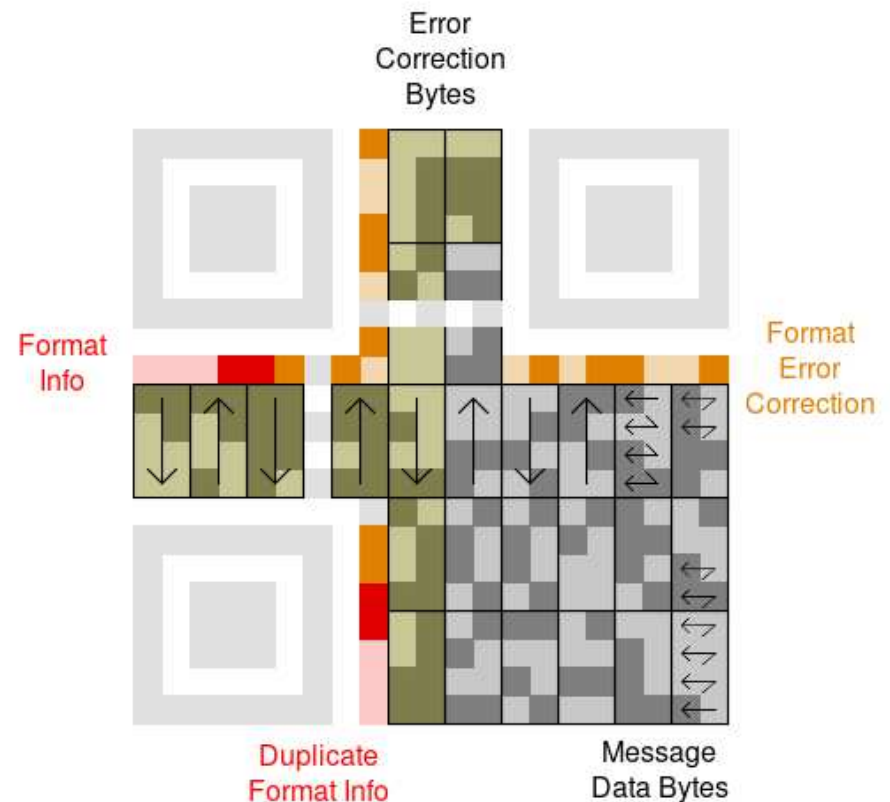 Error
Correction
Bytes
Format
Info
Format
Error
Correction
Duplicate
Format Info
Message
Data Bytes